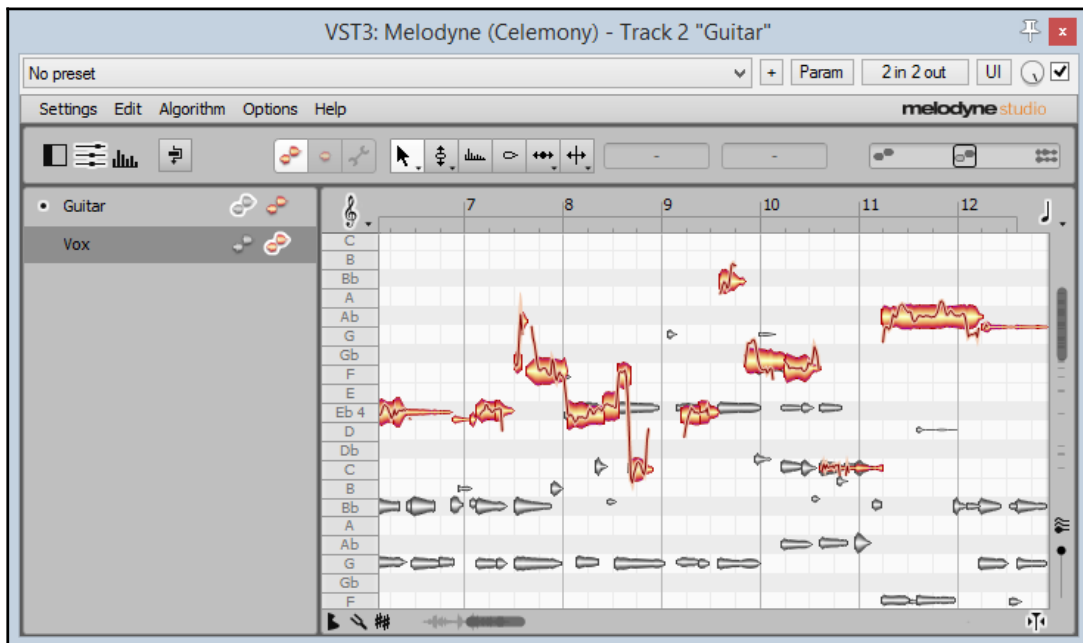 VST3: Melodyne (Celemony) - Track 2 "Guitar"
x
No preset + Param 2 in 2 out UI
Settings Edit Algorithm Options Help melodyne studio
- -
Guitar 7 8 9 10 11 12
Vox
C
B
Bb
A
Ab
G
Gb
F
E
Eb 4
D
Db
C
B
Bb
A
Ab
G
Gb
F